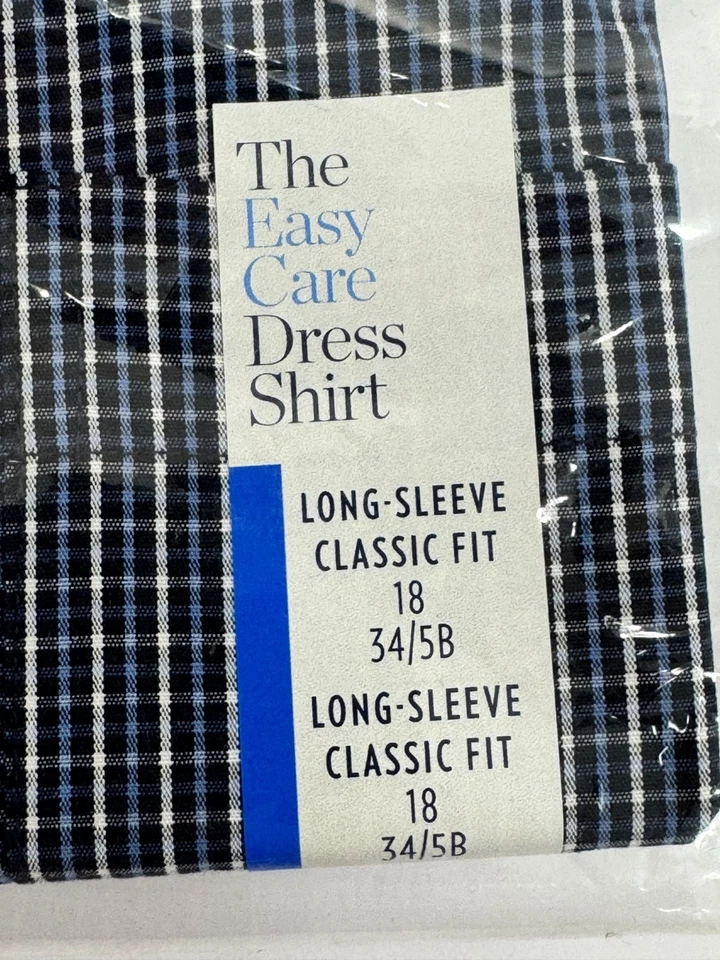 The
Easy
Care
Dress
Shirt
LONG-SLEEVE
CLASSIC FIT
18
34/5B
LONG-SLEEVE
CLASSIC FIT
18
34/5B